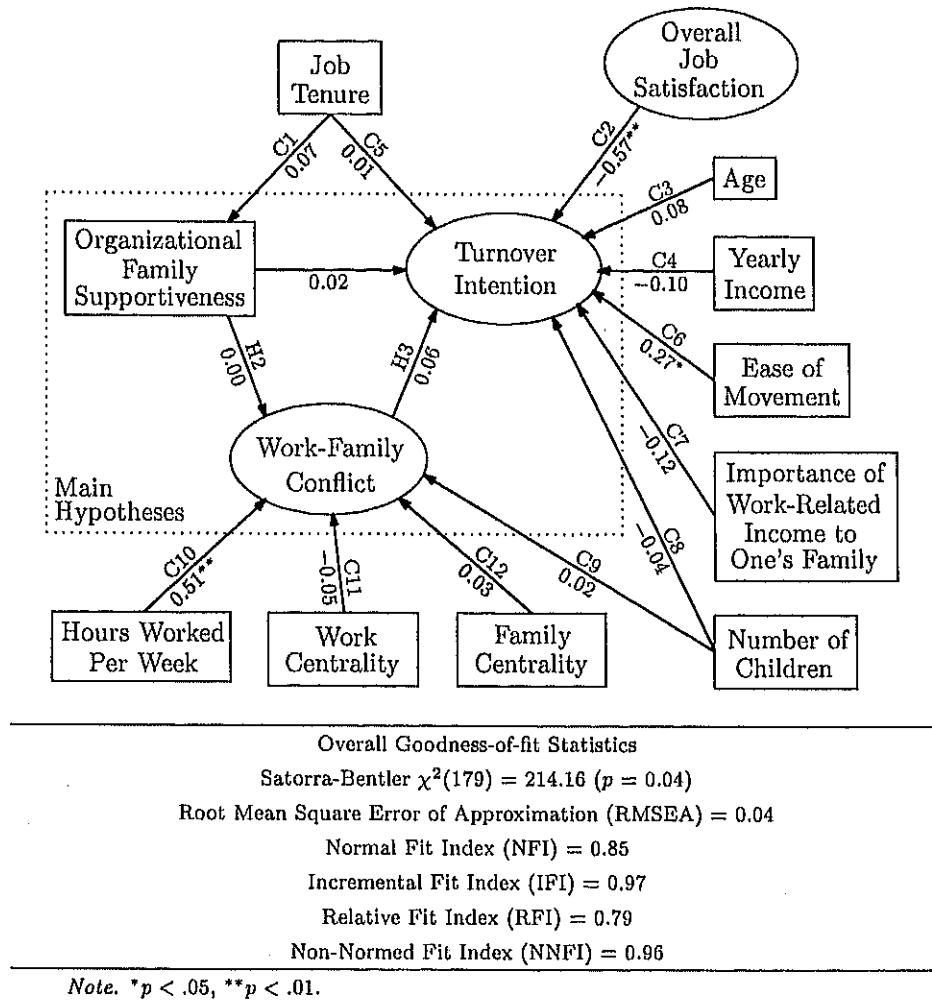 Job
Tenure
Overall
Job
Satisfaction
C1
0.07
C5
0.01
C2
−0.57**
C3
0.08
Age
Organizational
Family
Supportiveness
0.02
Turnover
Intention
C4
−0.10
Yearly
Income
H2
0.00
H3
0.06
C6
0.27*
Ease of
Movement
Work-Family
Conflict
C7
−0.12
Importance of
Work-Related
Income to
One's Family
Main
Hypotheses
C8
−0.04
C10
0.51**
C11
−0.05
C12
0.03
C9
0.02
Hours Worked
Per Week
Work
Centrality
Family
Centrality
Number of
Children
Overall Goodness-of-fit Statistics
Satorra-Bentler χ²(179) = 214.16 (p = 0.04)
Root Mean Square Error of Approximation (RMSEA) = 0.04
Normal Fit Index (NFI) = 0.85
Incremental Fit Index (IFI) = 0.97
Relative Fit Index (RFI) = 0.79
Non-Normed Fit Index (NNFI) = 0.96
Note. *p < .05, **p < .01.